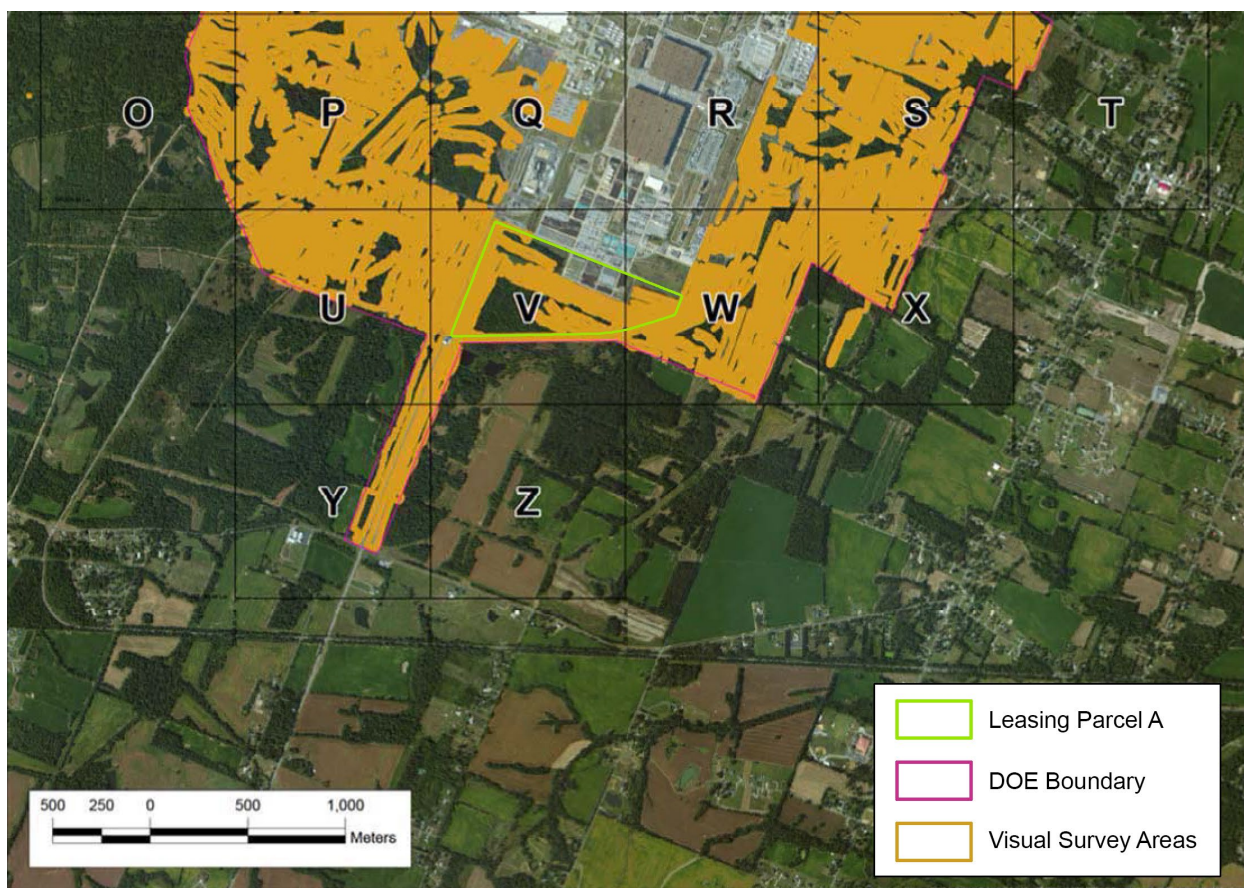 O P Q R S T
U V W X
Y Z
Leasing Parcel A
DOE Boundary
Visual Survey Areas
500 250 0 500 1,000
Meters